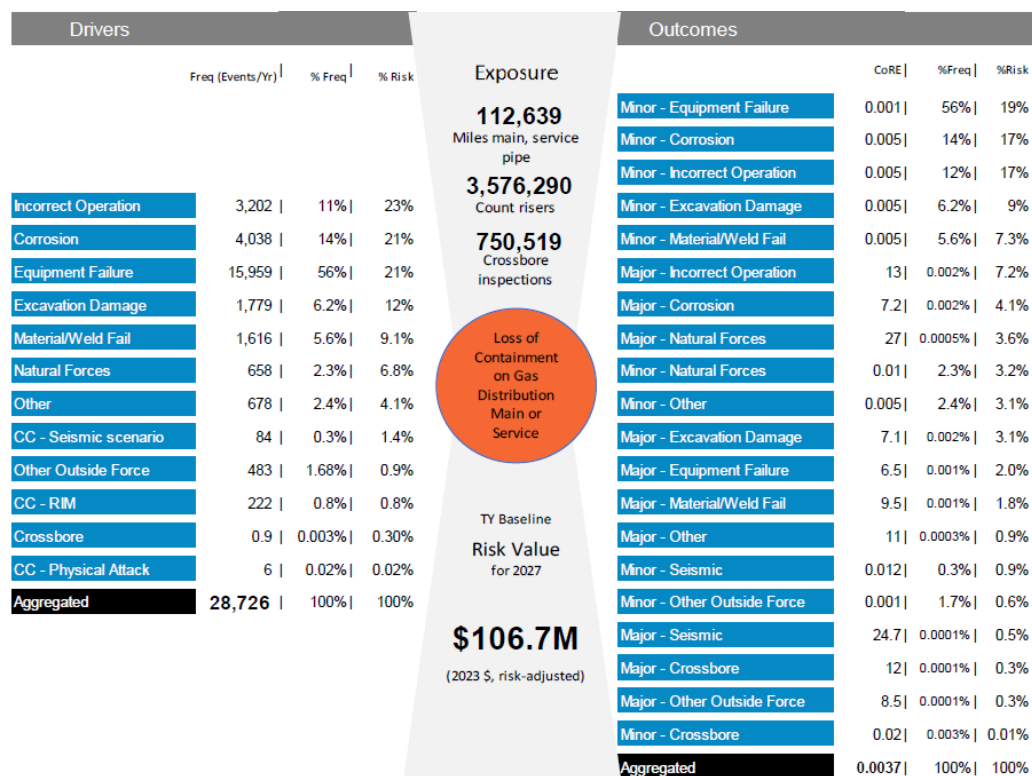 Drivers
Freq (Events/Yr)| % Freq| % Risk
Incorrect Operation 3,202 | 11%| 23%
Corrosion 4,038 | 14%| 21%
Equipment Failure 15,959 | 56%| 21%
Excavation Damage 1,779 | 6.2%| 12%
Material/Weld Fail 1,616 | 5.6%| 9.1%
Natural Forces 658 | 2.3%| 6.8%
Other 678 | 2.4%| 4.1%
CC - Seismic scenario 84 | 0.3%| 1.4%
Other Outside Force 483 | 1.68%| 0.9%
CC - RIM 222 | 0.8%| 0.8%
Crossbore 0.9 | 0.003%| 0.30%
CC - Physical Attack 6 | 0.02%| 0.02%
Aggregated 28,726 | 100%| 100%
Exposure
112,639
Miles main, service
pipe
3,576,290
Count risers
750,519
Crossbore
inspections
Loss of
Containment
on Gas
Distribution
Main or
Service
TY Baseline
Risk Value
for 2027
$106.7M
(2023 $, risk-adjusted)
Outcomes
CoRE| %Freq| %Risk
Minor - Equipment Failure 0.001| 56%| 19%
Minor - Corrosion 0.005| 14%| 17%
Minor - Incorrect Operation 0.005| 12%| 17%
Minor - Excavation Damage 0.005| 6.2%| 9%
Minor - Material/Weld Fail 0.005| 5.6%| 7.3%
Major - Incorrect Operation 13| 0.002%| 7.2%
Major - Corrosion 7.2| 0.002%| 4.1%
Major - Natural Forces 27| 0.0005%| 3.6%
Minor - Natural Forces 0.01| 2.3%| 3.2%
Minor - Other 0.005| 2.4%| 3.1%
Major - Excavation Damage 7.1| 0.002%| 3.1%
Major - Equipment Failure 6.5| 0.001%| 2.0%
Major - Material/Weld Fail 9.5| 0.001%| 1.8%
Major - Other 11| 0.0003%| 0.9%
Minor - Seismic 0.012| 0.3%| 0.9%
Minor - Other Outside Force 0.001| 1.7%| 0.6%
Major - Seismic 24.7| 0.0001%| 0.5%
Major - Crossbore 12| 0.0001%| 0.3%
Major - Other Outside Force 8.5| 0.0001%| 0.3%
Minor - Crossbore 0.02| 0.003%| 0.01%
Aggregated 0.0037| 100%| 100%